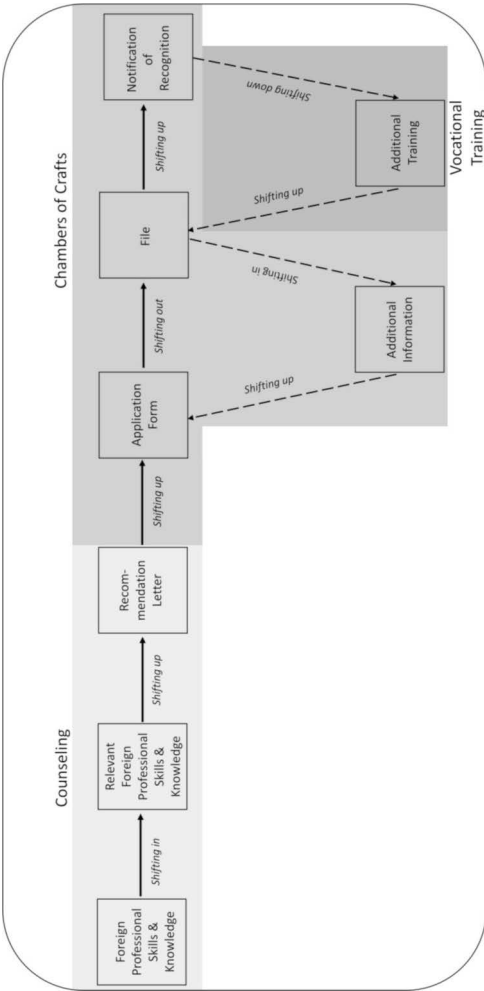 Counseling
Chambers of Crafts
Foreign
Professional
Skills &
Knowledge
Shifting in
Relevant
Foreign
Professional
Skills &
Knowledge
Shifting up
Recom-
mendation
Letter
Shifting up
Application
Form
Shifting out
File
Shifting up
Notification
of
Recognition
Shifting up
Shifting in
Shifting up
Shifting down
Additional
Information
Additional
Training
Vocational
Training